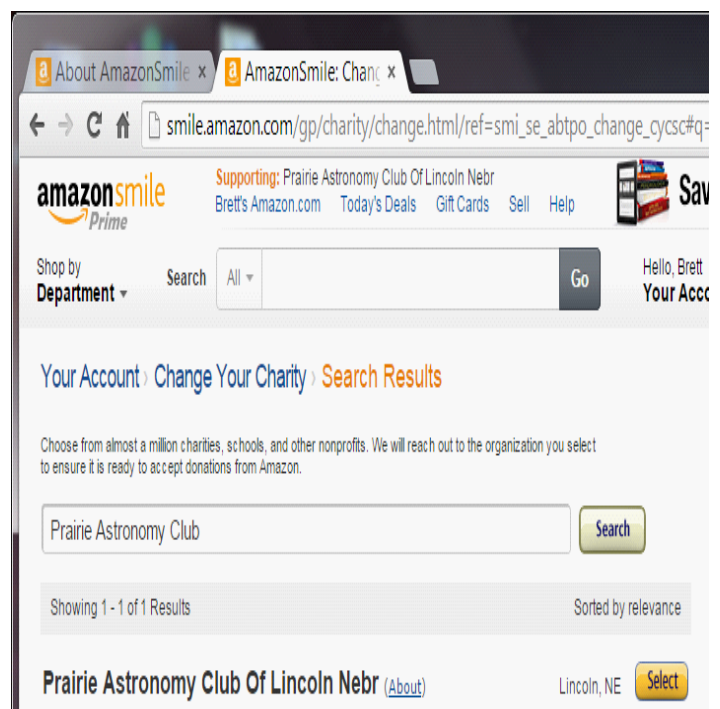 About AmazonSmile
AmazonSmile: Chang
smile.amazon.com/gp/charity/change.html/ref=smi_se_abtpo_change_cycsc#q=
amazonsmile
Prime
Supporting: Prairie Astronomy Club Of Lincoln Nebr
Brett's Amazon.com Today's Deals Gift Cards Sell Help
Sav
Shop by
Department
Search All Go
Hello, Brett
Your Acco
Your Account › Change Your Charity › Search Results
Choose from almost a million charities, schools, and other nonprofits. We will reach out to the organization you select
to ensure it is ready to accept donations from Amazon.
Prairie Astronomy Club Search
Showing 1 - 1 of 1 Results Sorted by relevance
Prairie Astronomy Club Of Lincoln Nebr (About) Lincoln, NE Select